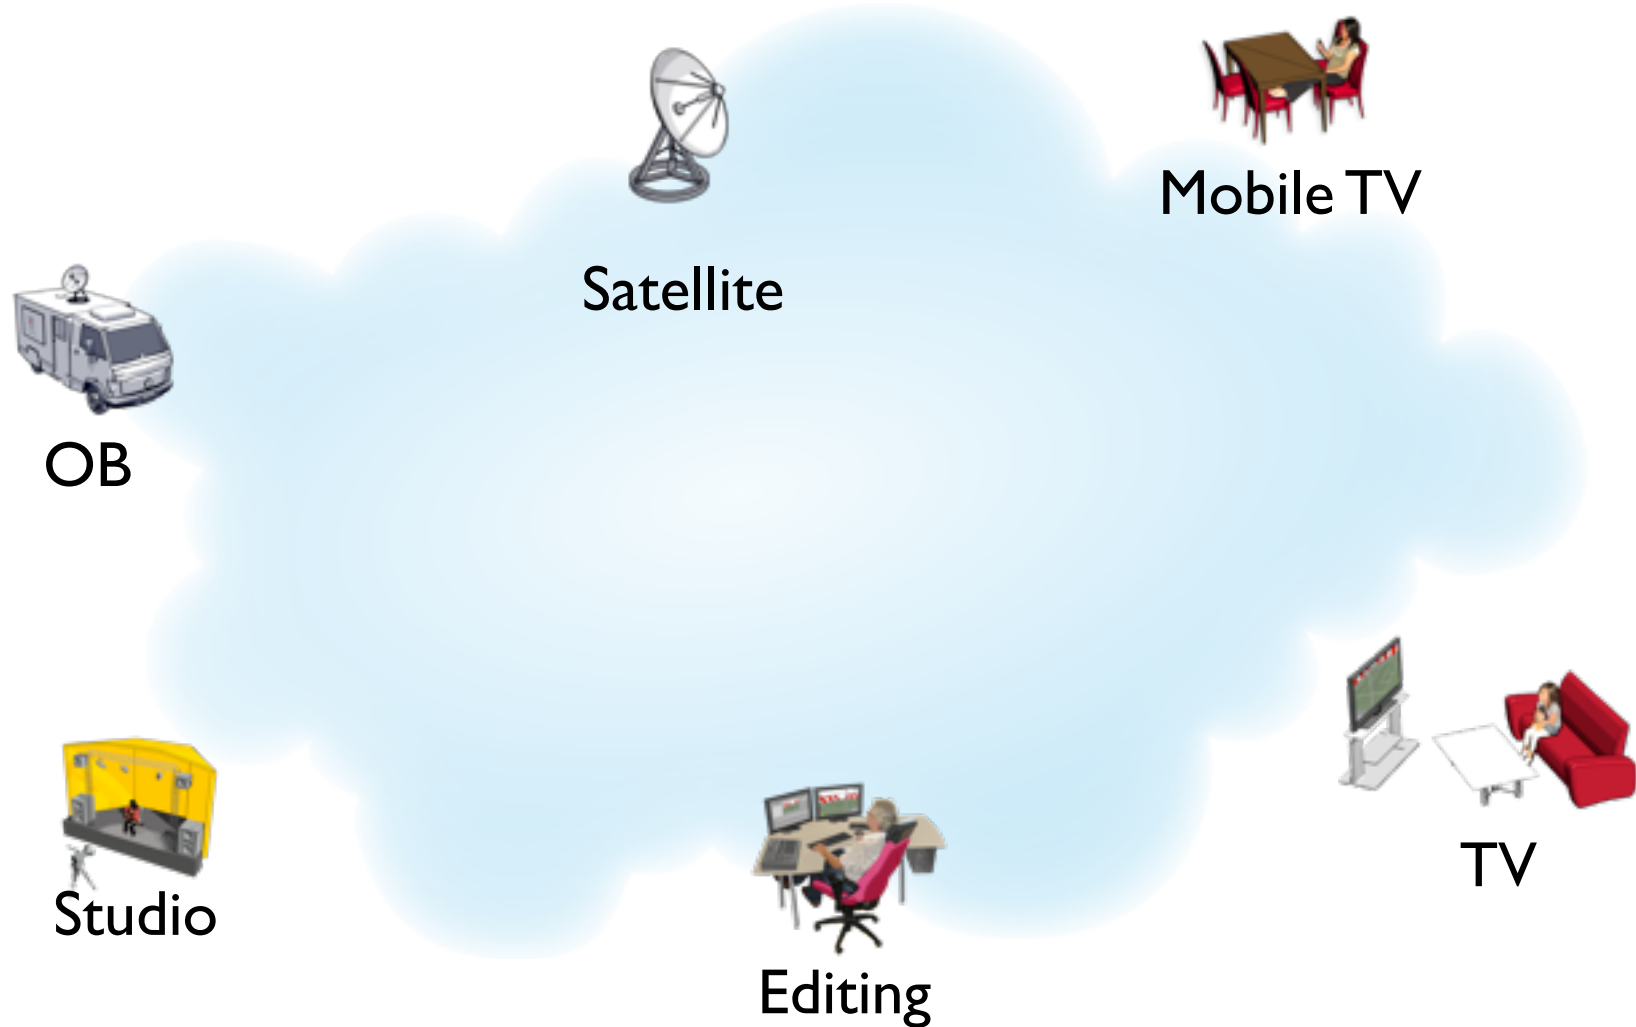 Mobile TV
Satellite
OB
TV
Studio
Editing